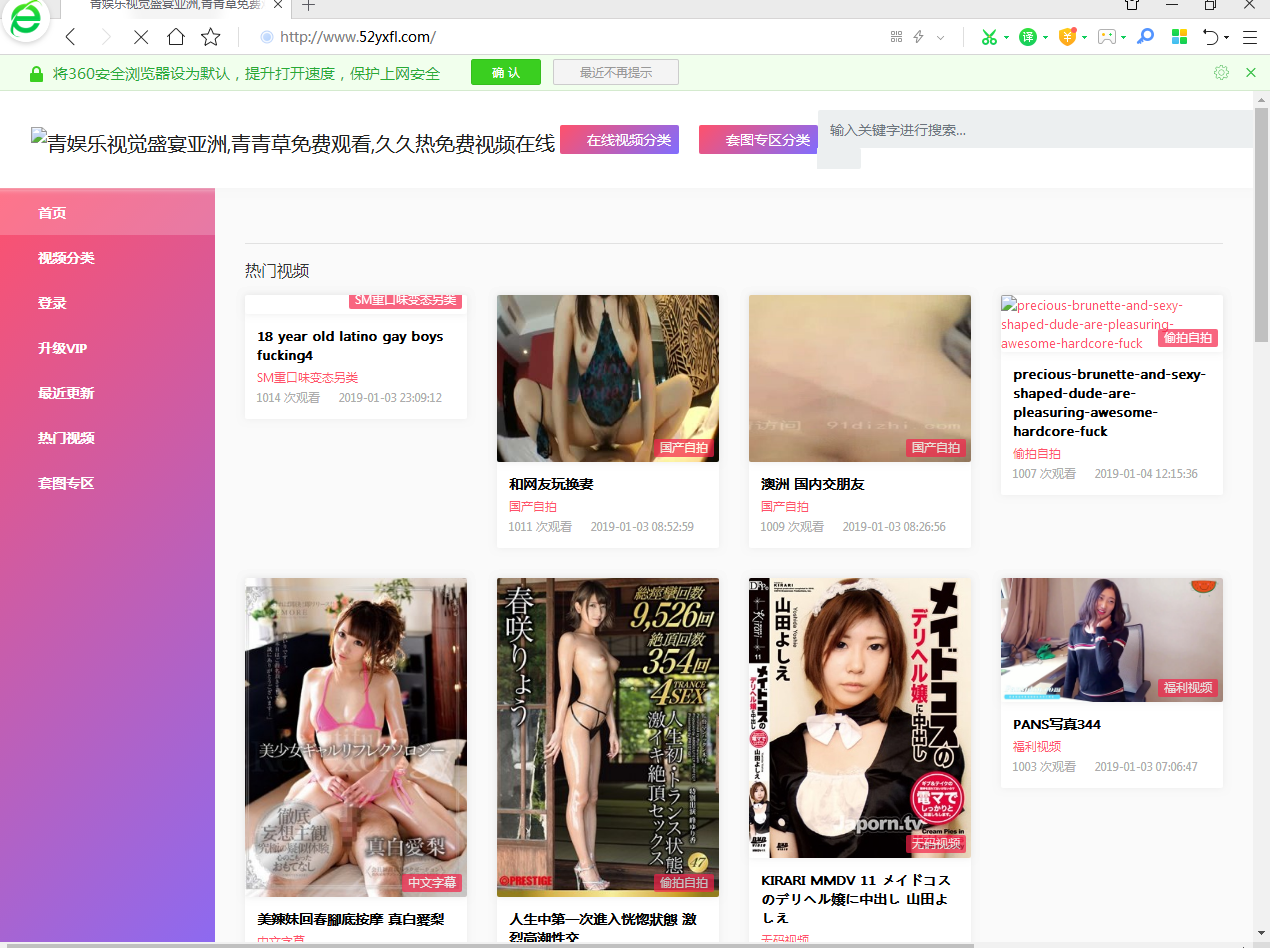 青娱乐视觉盛宴亚洲,青青草免费
http://www.52yxfl.com/
译
将360安全浏览器设为默认，提升打开速度，保护上网安全
确 认
最近不再提示
青娱乐视觉盛宴亚洲,青青草免费观看,久久热免费视频在线
在线视频分类
套图专区分类
输入关键字进行搜索...
首页
视频分类
登录
升级VIP
最近更新
热门视频
套图专区
热门视频
SM重口味变态另类
18 year old latino gay boys
fucking4
SM重口味变态另类
1014 次观看 2019-01-03 23:09:12
国产自拍
和网友玩换妻
国产自拍
1011 次观看 2019-01-03 08:52:59
91dizhi.com
国产自拍
澳洲 国内交朋友
国产自拍
1009 次观看 2019-01-03 08:26:56
precious-brunette-and-sexy-
shaped-dude-are-pleasuring-
awesome-hardcore-fuck
偷拍自拍
precious-brunette-and-sexy-
shaped-dude-are-
pleasuring-awesome-
hardcore-fuck
偷拍自拍
1007 次观看 2019-01-04 12:15:36
美少女ギャルリフレクソロジー
徹底
妄想主観
真白愛梨
中文字幕
美辣妹回春腳底按摩 真白愛梨
中文字幕
春咲りょう
総痙攣回数
9,526回
絶頂回数
354回
4 TRANCE SEX
人生初・トランス状態
激イキ絶頂セックス
47
PRESTIGE
偷拍自拍
人生中第一次進入恍惚狀態 激
烈高潮性交
KIRARI
山田よしえ
Yoshie Yamada
メイドコスの
デリヘル嬢に中出し
電マで
Cream Pies in
Japorn.tv
无码视频
KIRARI MMDV 11 メイドコス
のデリヘル嬢に中出し 山田よ
しえ
无码视频
福利视频
PANS写真344
福利视频
1003 次观看 2019-01-03 07:06:47